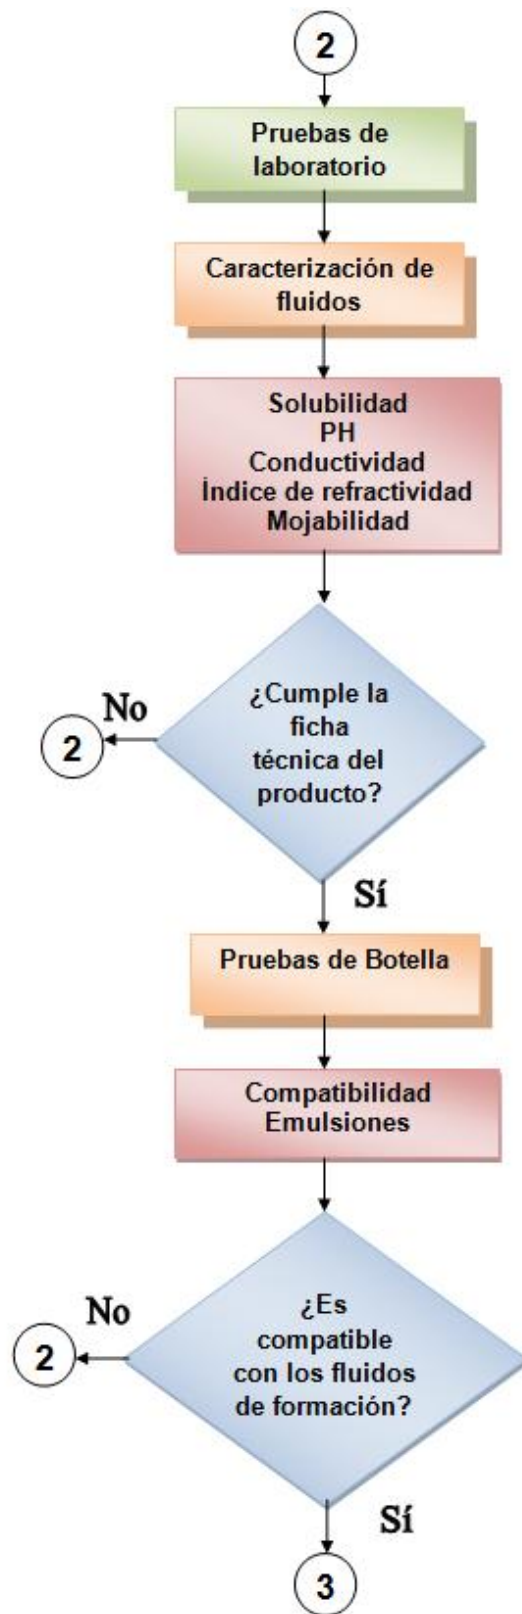 2
Pruebas de
laboratorio
Caracterización de
fluidos
Solubilidad
PH
Conductividad
Índice de refractividad
Mojabilidad
¿Cumple la
ficha
técnica del
producto?
No
2
Sí
Pruebas de Botella
Compatibilidad
Emulsiones
¿Es
compatible
con los fluidos
de formación?
No
2
Sí
3